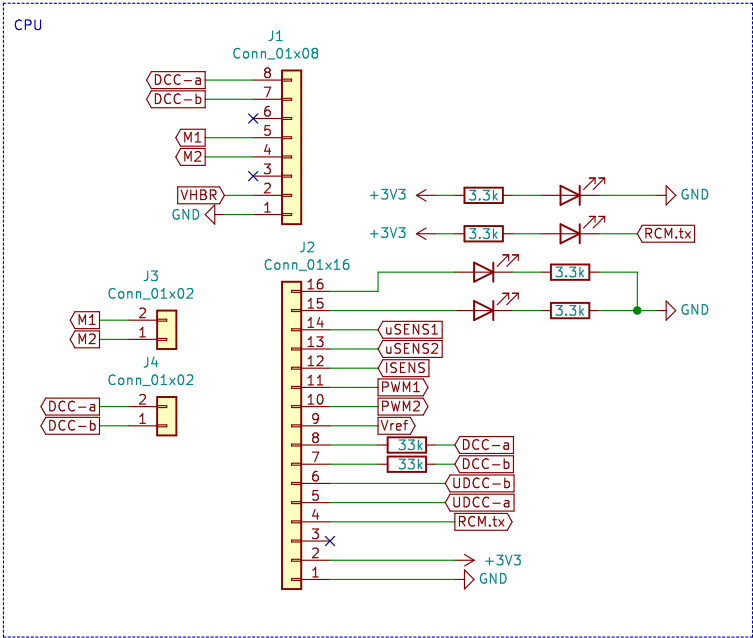 CPU
J1
Conn_01x08
DCC-a 8
DCC-b 7
6
M1 5
M2 4
3
VHBR 2
GND 1
+3V3 3.3k GND
+3V3 3.3k RCM.tx
J2
Conn_01x16
16 3.3k
15 3.3k GND
14 uSENS1
13 uSENS2
12 ISENS
11 PWM1
10 PWM2
9 Vref
8 33k DCC-a
7 33k DCC-b
6 UDCC-b
5 UDCC-a
4 RCM.tx
3
2 +3V3
1 GND
J3
Conn_01x02
M1 2
M2 1
J4
Conn_01x02
DCC-a 2
DCC-b 1